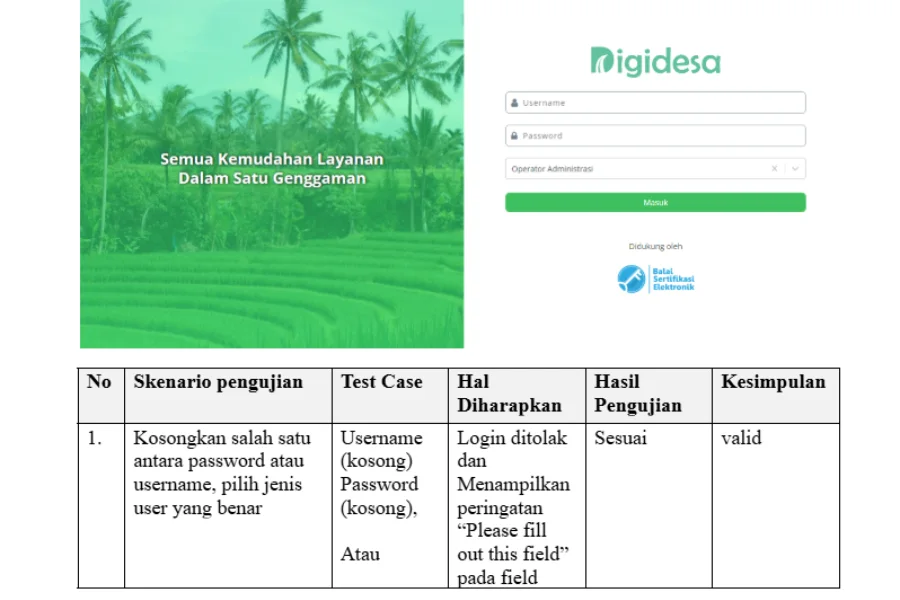 Semua Kemudahan Layanan
Dalam Satu Genggaman
Digidesa
Username
Password
Operator Administrasi
Masuk
Didukung oleh
Balai
Sertifikasi
Elektronik
No Skenario pengujian Test Case Hal Diharapkan Hasil Pengujian Kesimpulan
1.
Kosongkan salah satu
antara password atau
username, pilih jenis
user yang benar
Username
(kosong)
Password
(kosong),
Atau
Login ditolak
dan
Menampilkan
peringatan
“Please fill
out this field”
pada field
Sesuai
valid